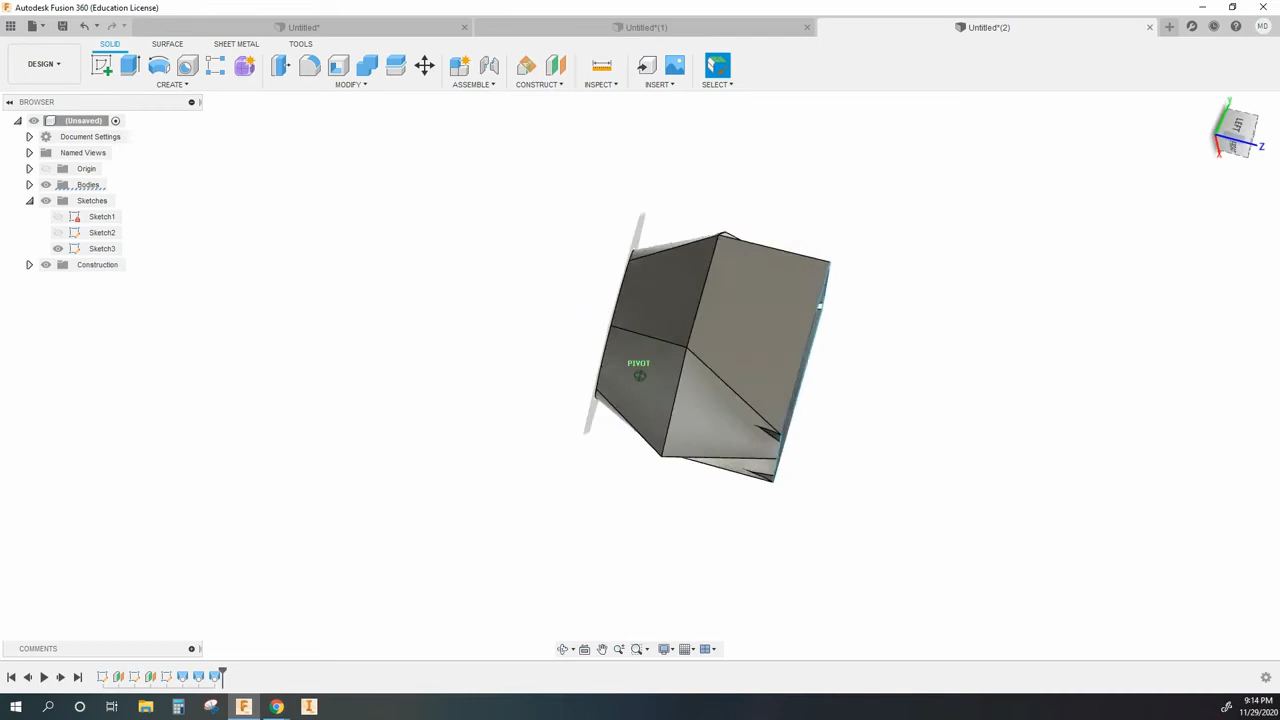 Autodesk Fusion 360 (Education License)
Untitled*
Untitled*(1)
Untitled*(2)
MD
SOLID
SURFACE
SHEET METAL
TOOLS
DESIGN
CREATE
MODIFY
ASSEMBLE
CONSTRUCT
INSPECT
INSERT
SELECT
BROWSER
(Unsaved)
Document Settings
Named Views
Origin
Bodies
Sketches
Sketch1
Sketch2
Sketch3
Construction
LEFT
Z
X
PIVOT
COMMENTS
9:14 PM
11/29/2020